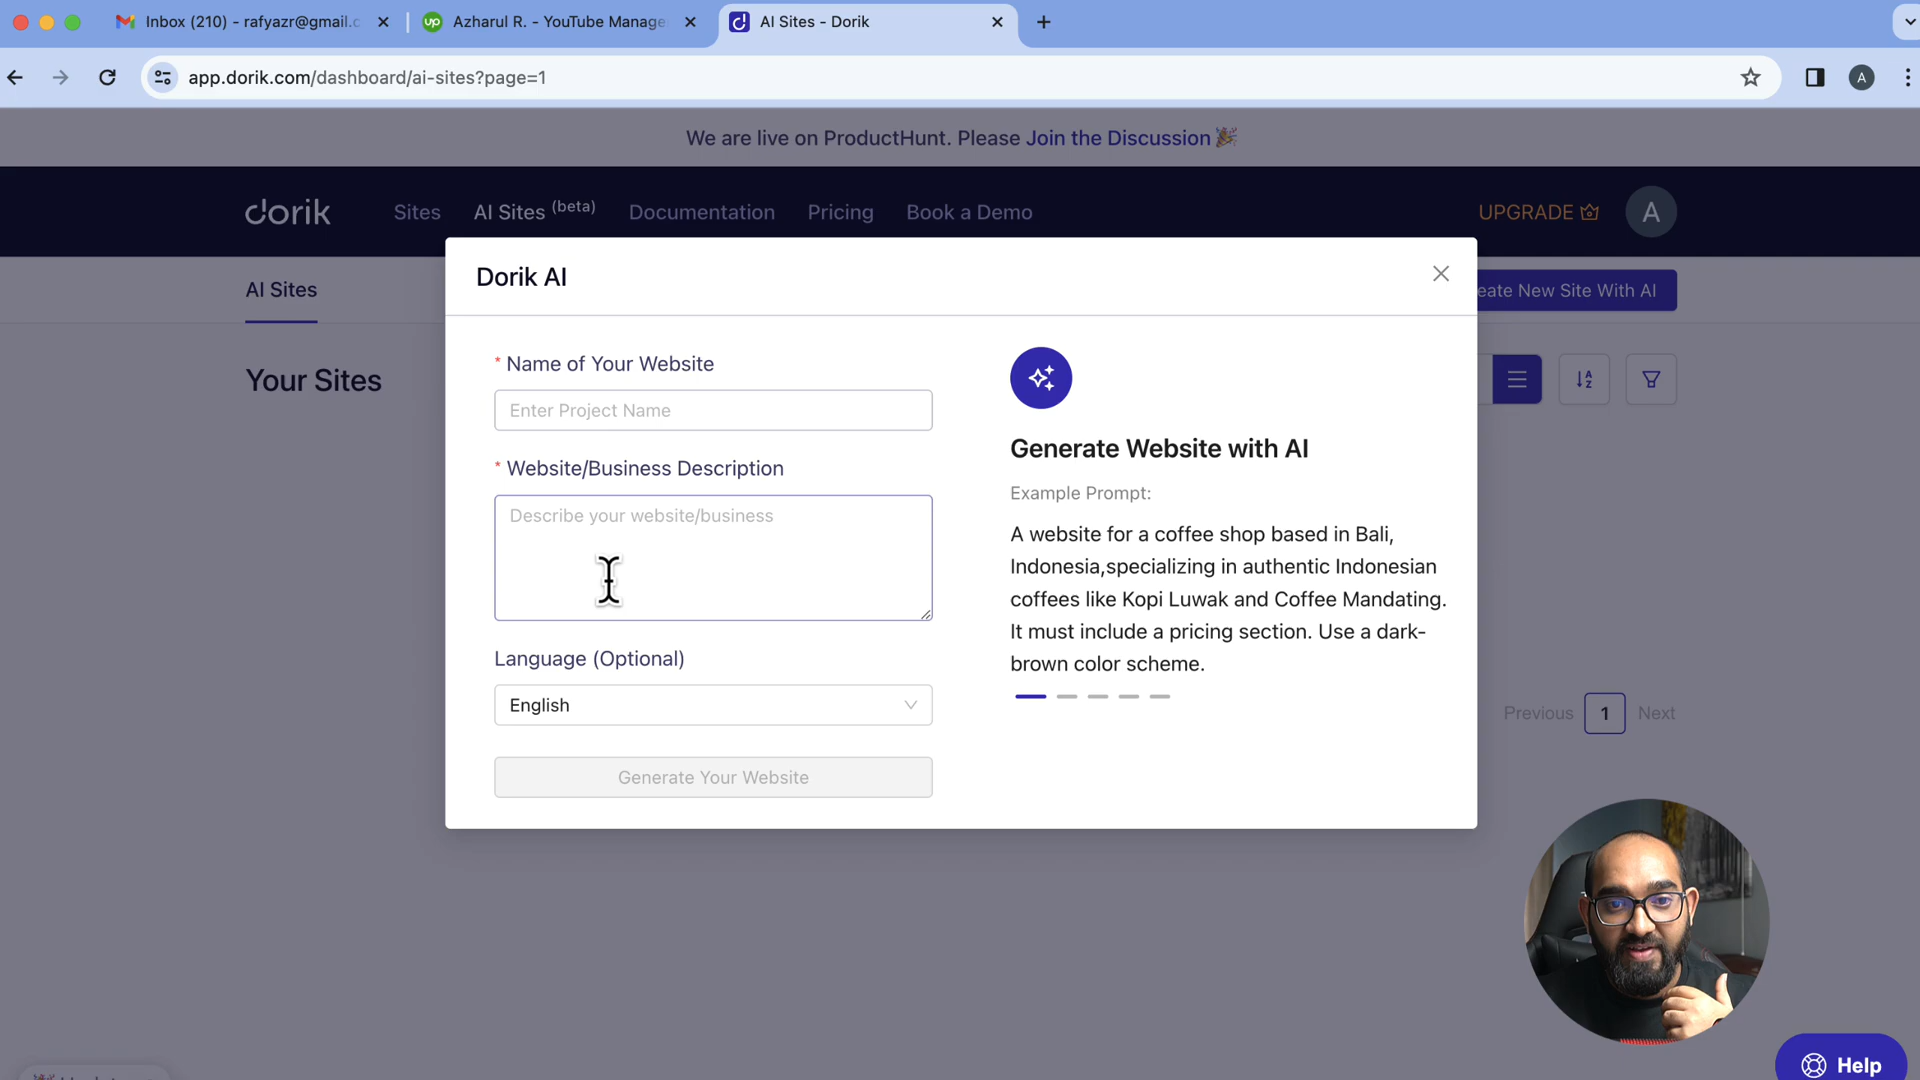 Inbox (210) - rafyazr@gmail.c
Azharul R. - YouTube Manage
AI Sites - Dorik
app.dorik.com/dashboard/ai-sites?page=1
A
We are live on ProductHunt. Please Join the Discussion 🎉
dorik
Sites
AI Sites (beta)
Documentation
Pricing
Book a Demo
UPGRADE
A
AI Sites
eate New Site With AI
Your Sites
Dorik AI
* Name of Your Website
Enter Project Name
* Website/Business Description
Describe your website/business
Language (Optional)
English
Generate Your Website
Generate Website with AI
Example Prompt:
A website for a coffee shop based in Bali,
Indonesia,specializing in authentic Indonesian
coffees like Kopi Luwak and Coffee Mandating.
It must include a pricing section. Use a dark-
brown color scheme.
Previous 1 Next
Help